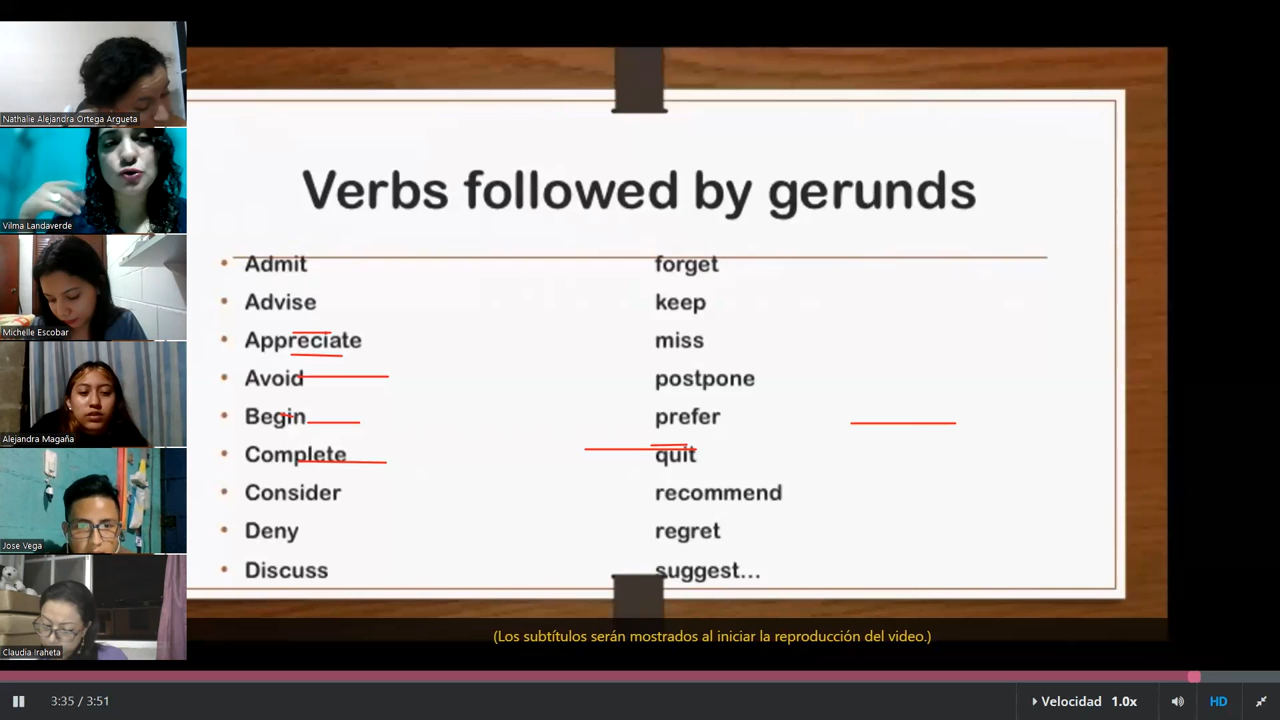 Nathalie Alejandra Ortega Argueta
Vilma Landaverde
Michelle Escobar
Alejandra Magaña
Jose Vega
Claudia Iraheta
Verbs followed by gerunds
• Admit
• Advise
• Appreciate
• Avoid
• Begin
• Complete
• Consider
• Deny
• Discuss
forget
keep
miss
postpone
prefer
quit
recommend
regret
suggest...
(Los subtítulos serán mostrados al iniciar la reproducción del video.)
3:35 / 3:51
Velocidad 1.0x
HD